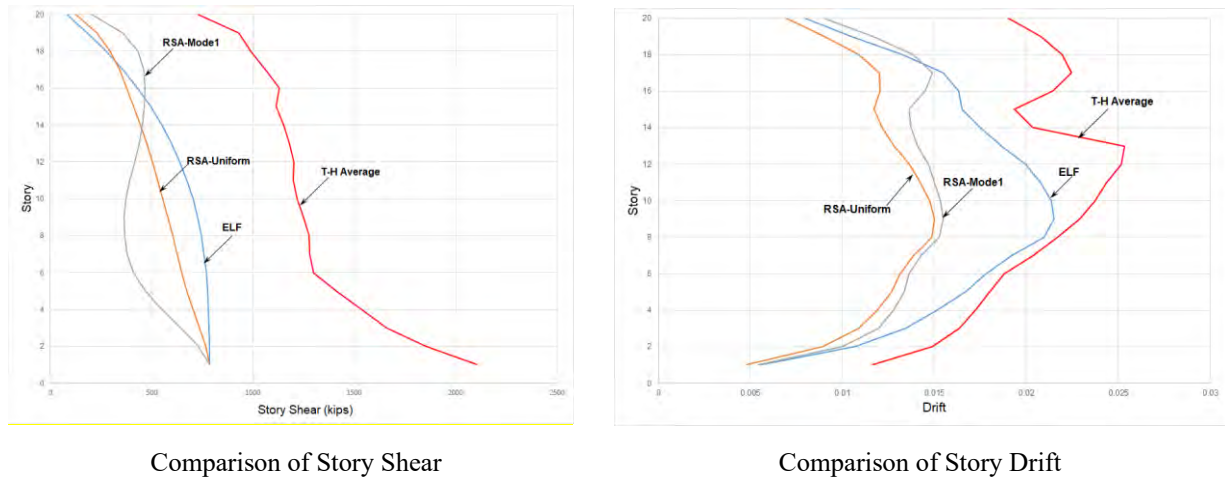 20
18
16
14
12
10
8
6
4
2
0
Story
RSA-Mode1
RSA-Uniform
T-H Average
ELF
0
500
1000
1500
2000
2500
Story Shear (kips)
20
18
16
14
12
10
8
6
4
2
0
Story
T-H Average
ELF
RSA-Mode1
RSA-Uniform
0
0.005
0.01
0.015
0.02
0.025
0.03
Drift
Comparison of Story Shear
Comparison of Story Drift